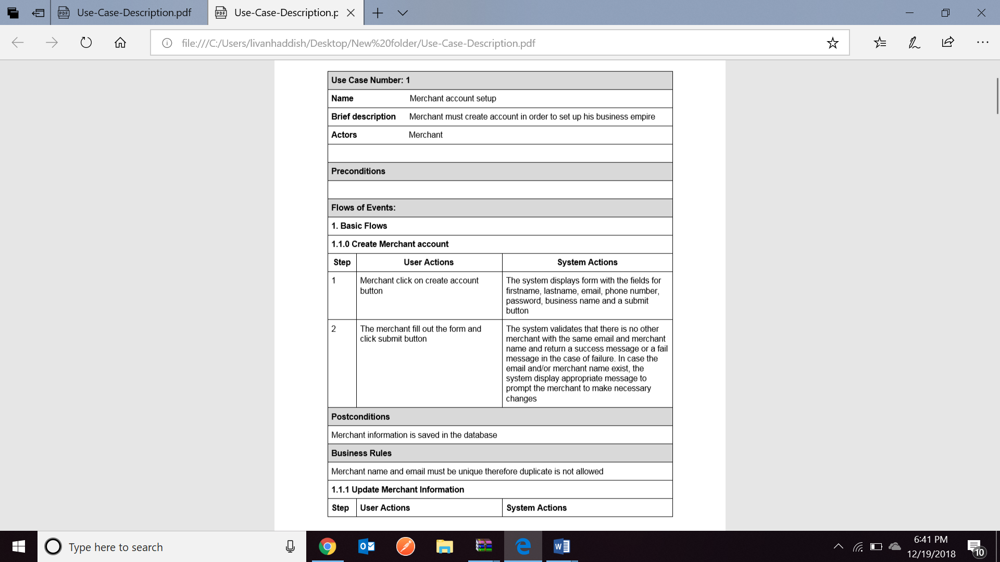 Use-Case-Description.pdf
Use-Case-Description.p
file:///C:/Users/livanhaddish/Desktop/New%20folder/Use-Case-Description.pdf
Use Case Number: 1
Name Merchant account setup
Brief description Merchant must create account in order to set up his business empire
Actors Merchant
Preconditions
Flows of Events:
1. Basic Flows
1.1.0 Create Merchant account
Step User Actions System Actions
1
Merchant click on create account
button
The system displays form with the fields for
firstname, lastname, email, phone number,
password, business name and a submit
button
2
The merchant fill out the form and
click submit button
The system validates that there is no other
merchant with the same email and merchant
name and return a success message or a fail
message in the case of failure. In case the
email and/or merchant name exist, the
system display appropriate message to
prompt the merchant to make necessary
changes
Postconditions
Merchant information is saved in the database
Business Rules
Merchant name and email must be unique therefore duplicate is not allowed
1.1.1 Update Merchant Information
Step User Actions System Actions
Type here to search
6:41 PM
12/19/2018
10